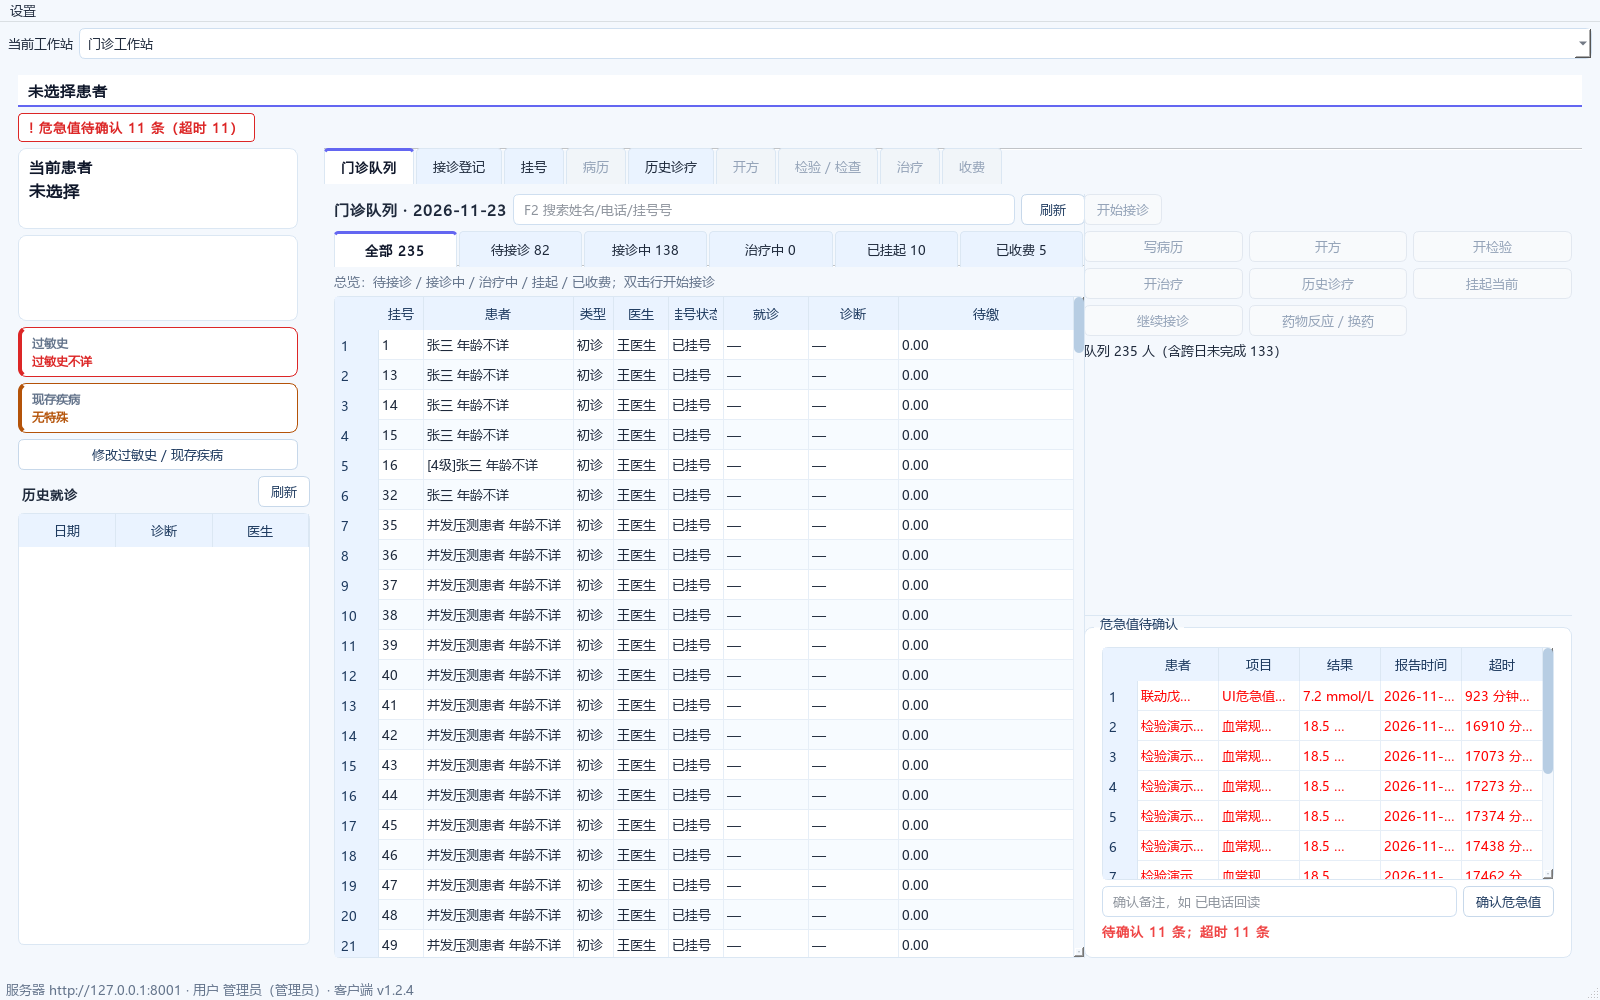 设置
当前工作站 门诊工作站
未选择患者
! 危急值待确认 11 条（超时 11）
当前患者
未选择
过敏史
过敏史不详
现存疾病
无特殊
修改过敏史 / 现存疾病
历史就诊 刷新
日期 诊断 医生
门诊队列 接诊登记 挂号 病历 历史诊疗 开方 检验 / 检查 治疗 收费
门诊队列 · 2026-11-23 F2 搜索姓名/电话/挂号号 刷新 开始接诊
全部 235 待接诊 82 接诊中 138 治疗中 0 已挂起 10 已收费 5
总览：待接诊 / 接诊中 / 治疗中 / 挂起 / 已收费；双击行开始接诊
挂号 患者 类型 医生 挂号状态 就诊 诊断 待缴
1 1 张三 年龄不详 初诊 王医生 已挂号 — — 0.00
2 13 张三 年龄不详 初诊 王医生 已挂号 — — 0.00
3 14 张三 年龄不详 初诊 王医生 已挂号 — — 0.00
4 15 张三 年龄不详 初诊 王医生 已挂号 — — 0.00
5 16 [4级]张三 年龄不详 初诊 王医生 已挂号 — — 0.00
6 32 张三 年龄不详 初诊 王医生 已挂号 — — 0.00
7 35 并发压测患者 年龄不详 初诊 王医生 已挂号 — — 0.00
8 36 并发压测患者 年龄不详 初诊 王医生 已挂号 — — 0.00
9 37 并发压测患者 年龄不详 初诊 王医生 已挂号 — — 0.00
10 38 并发压测患者 年龄不详 初诊 王医生 已挂号 — — 0.00
11 39 并发压测患者 年龄不详 初诊 王医生 已挂号 — — 0.00
12 40 并发压测患者 年龄不详 初诊 王医生 已挂号 — — 0.00
13 41 并发压测患者 年龄不详 初诊 王医生 已挂号 — — 0.00
14 42 并发压测患者 年龄不详 初诊 王医生 已挂号 — — 0.00
15 43 并发压测患者 年龄不详 初诊 王医生 已挂号 — — 0.00
16 44 并发压测患者 年龄不详 初诊 王医生 已挂号 — — 0.00
17 45 并发压测患者 年龄不详 初诊 王医生 已挂号 — — 0.00
18 46 并发压测患者 年龄不详 初诊 王医生 已挂号 — — 0.00
19 47 并发压测患者 年龄不详 初诊 王医生 已挂号 — — 0.00
20 48 并发压测患者 年龄不详 初诊 王医生 已挂号 — — 0.00
21 49 并发压测患者 年龄不详 初诊 王医生 已挂号 — — 0.00
写病历 开方 开检验
开治疗 历史诊疗 挂起当前
继续接诊 药物反应 / 换药
队列 235 人（含跨日未完成 133）
危急值待确认
患者 项目 结果 报告时间 超时
1 联动戊... UI危急值... 7.2 mmol/L 2026-11-... 923 分钟...
2 检验演示... 血常规... 18.5 ... 2026-11-... 16910 分...
3 检验演示... 血常规... 18.5 ... 2026-11-... 17073 分...
4 检验演示... 血常规... 18.5 ... 2026-11-... 17273 分...
5 检验演示... 血常规... 18.5 ... 2026-11-... 17374 分...
6 检验演示... 血常规... 18.5 ... 2026-11-... 17438 分...
7 检验演示... 血常规... 18.5 ... 2026-11-... 17462 分...
确认备注，如 已电话回读 确认危急值
待确认 11 条；超时 11 条
服务器 http://127.0.0.1:8001 · 用户 管理员（管理员）· 客户端 v1.2.4